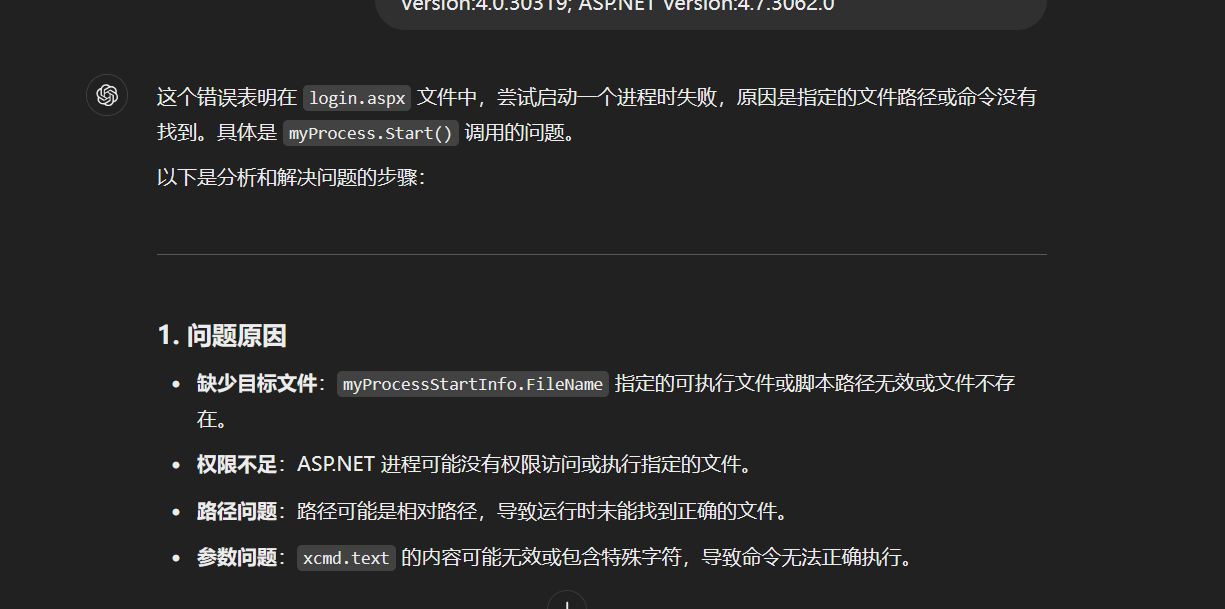 Version:4.0.30319; ASP.NET Version:4.7.3062.0
这个错误表明在 login.aspx 文件中，尝试启动一个进程时失败，原因是指定的文件路径或命令没有
找到。具体是 myProcess.Start() 调用的问题。
以下是分析和解决问题的步骤：
1. 问题原因
• 缺少目标文件：myProcessStartInfo.FileName 指定的可执行文件或脚本路径无效或文件不存
在。
• 权限不足：ASP.NET 进程可能没有权限访问或执行指定的文件。
• 路径问题：路径可能是相对路径，导致运行时未能找到正确的文件。
• 参数问题：xcmd.text 的内容可能无效或包含特殊字符，导致命令无法正确执行。